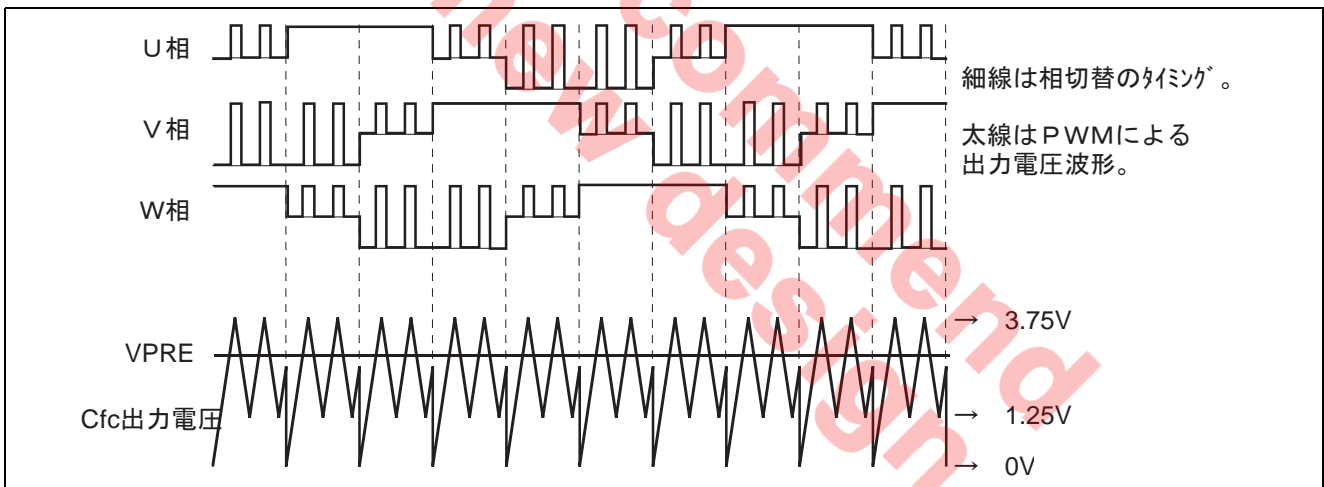 U相
V相
W相
細線は相切替のﾀｲﾐﾝｸﾞ。
太線はＰＷＭによる
出力電圧波形。
VPRE
Cfc出力電圧
→ 3.75V
→ 1.25V
→ 0V
new design
commend